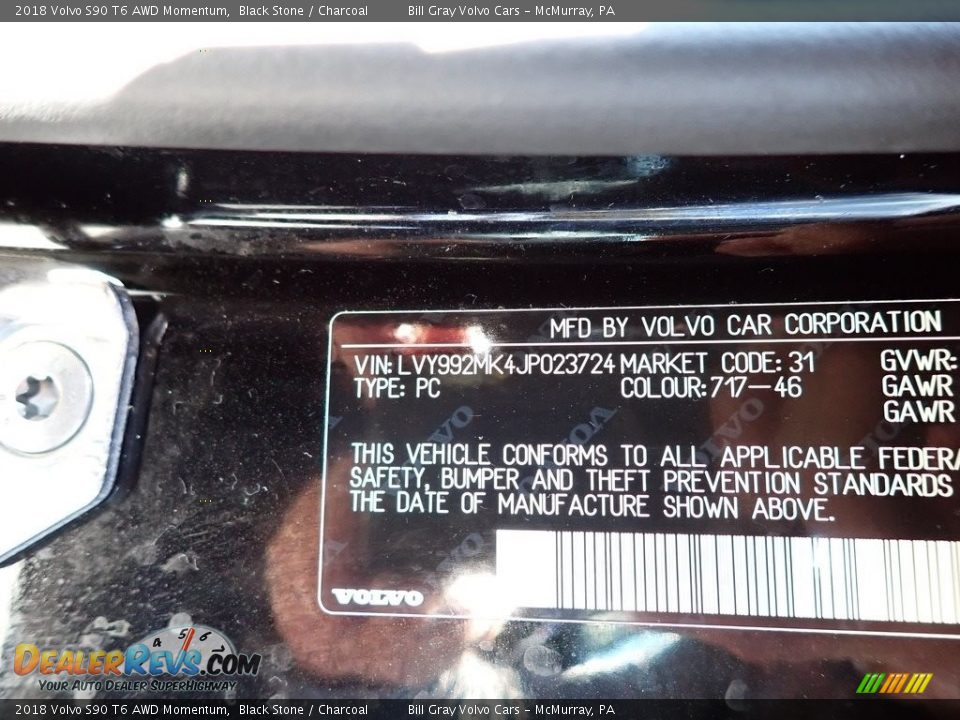 2018 Volvo S90 T6 AWD Momentum, Black Stone / Charcoal Bill Gray Volvo Cars - McMurray, PA
MFD BY VOLVO CAR CORPORATION
VIN: LVY992MK4JP023724 MARKET CODE: 31 GVWR:
TYPE: PC COLOUR: 717-46 GAWR
GAWR
THIS VEHICLE CONFORMS TO ALL APPLICABLE FEDERA
SAFETY, BUMPER AND THEFT PREVENTION STANDARDS
THE DATE OF MANUFACTURE SHOWN ABOVE.
VOLVO
4 5 6
DEALERREVS.COM
YOUR AUTO DEALER SUPERHIGHWAY
2018 Volvo S90 T6 AWD Momentum, Black Stone / Charcoal Bill Gray Volvo Cars - McMurray, PA